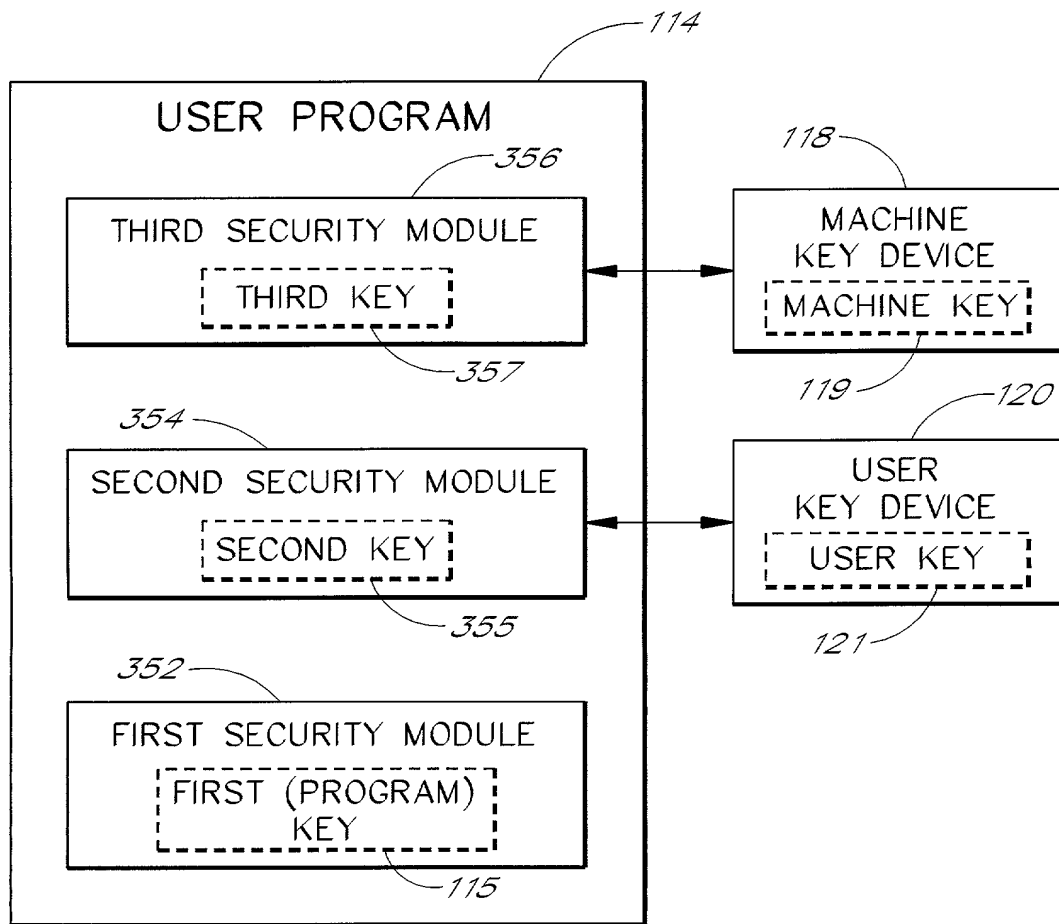 114
USER PROGRAM
356
THIRD SECURITY MODULE
THIRD KEY
357
118
MACHINE
KEY DEVICE
MACHINE KEY
119
354
SECOND SECURITY MODULE
SECOND KEY
355
120
USER
KEY DEVICE
USER KEY
121
352
FIRST SECURITY MODULE
FIRST (PROGRAM)
KEY
115